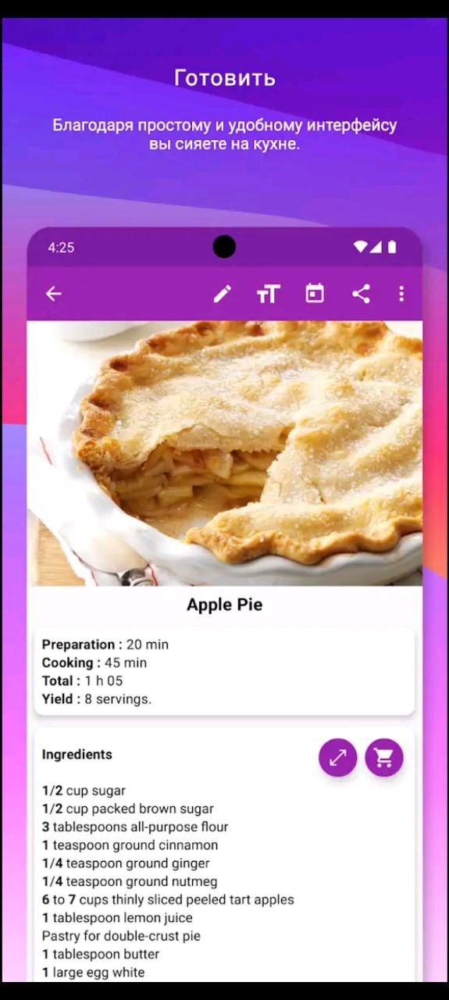 Готовить
Благодаря простому и удобному интерфейсу
вы сияете на кухне.
4:25
Apple Pie
Preparation : 20 min
Cooking : 45 min
Total : 1 h 05
Yield : 8 servings.
Ingredients
1/2 cup sugar
1/2 cup packed brown sugar
3 tablespoons all-purpose flour
1 teaspoon ground cinnamon
1/4 teaspoon ground ginger
1/4 teaspoon ground nutmeg
6 to 7 cups thinly sliced peeled tart apples
1 tablespoon lemon juice
Pastry for double-crust pie
1 tablespoon butter
1 large egg white